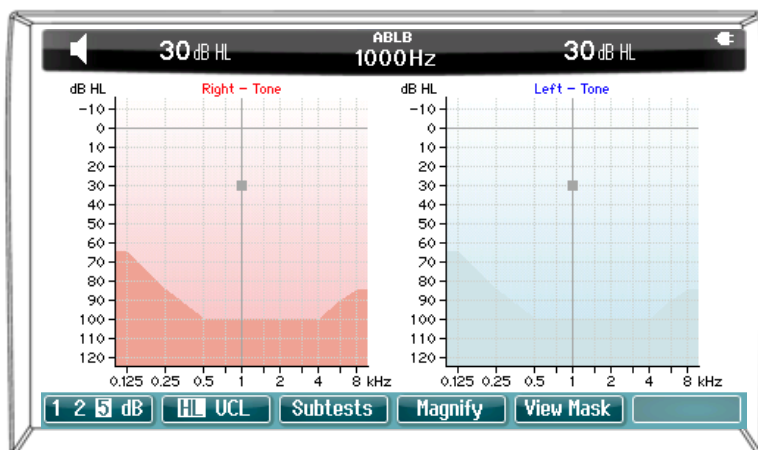 ABLB
30 dB HL 1000Hz 30 dB HL
dB HL Right - Tone dB HL Left - Tone
-10 -10
0 0
10 10
20 20
30 30
40 40
50 50
60 60
70 70
80 80
90 90
100 100
110 110
120 120
0.125 0.25 0.5 1 2 4 8 kHz 0.125 0.25 0.5 1 2 4 8 kHz
1 2 5 dB HL UCL Subtests Magnify View Mask